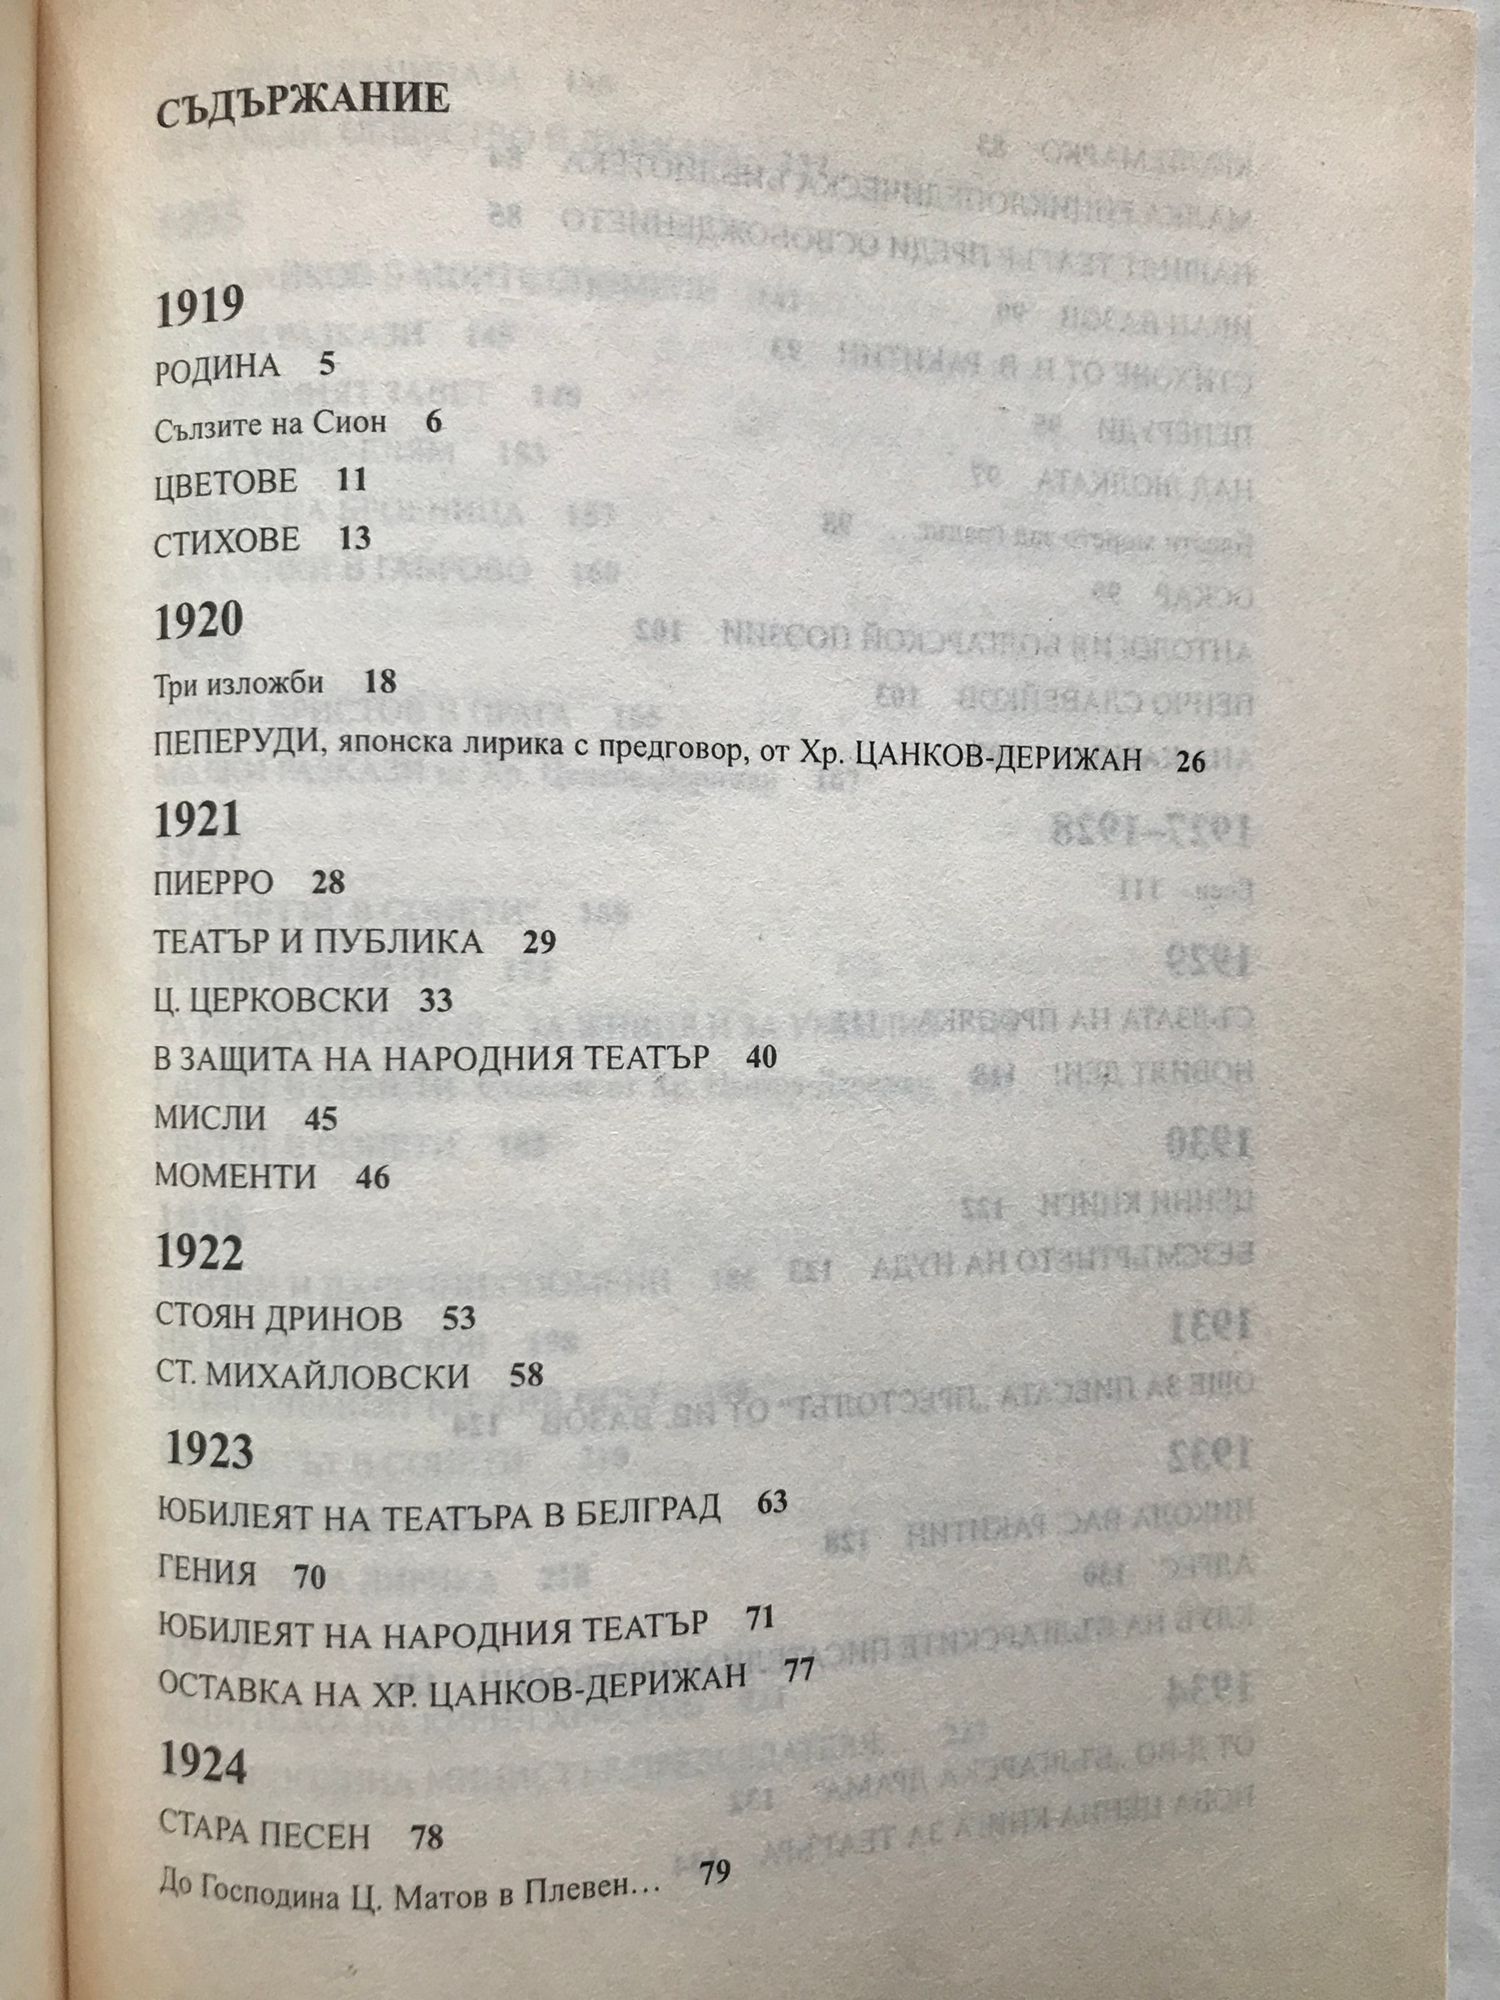 СЪДЪРЖАНИЕ
1919
РОДИНА 5
Сълзите на Сион 6
ЦВЕТОВЕ 11
СТИХОВЕ 13
1920
Три изложби 18
ПЕПЕРУДИ, японска лирика с предговор, от Хр. ЦАНКОВ-ДЕРИЖАН 26
1921
ПИЕРРО 28
ТЕАТЪР И ПУБЛИКА 29
Ц. ЦЕРКОВСКИ 33
В ЗАЩИТА НА НАРОДНИЯ ТЕАТЪР 40
МИСЛИ 45
МОМЕНТИ 46
1922
СТОЯН ДРИНОВ 53
СТ. МИХАЙЛОВСКИ 58
1923
ЮБИЛЕЯТ НА ТЕАТЪРА В БЕЛГРАД 63
ГЕНИЯ 70
ЮБИЛЕЯТ НА НАРОДНИЯ ТЕАТЪР 71
ОСТАВКА НА ХР. ЦАНКОВ-ДЕРИЖАН 77
1924
СТАРА ПЕСЕН 78
До Господина Ц. Матов в Плевен... 79